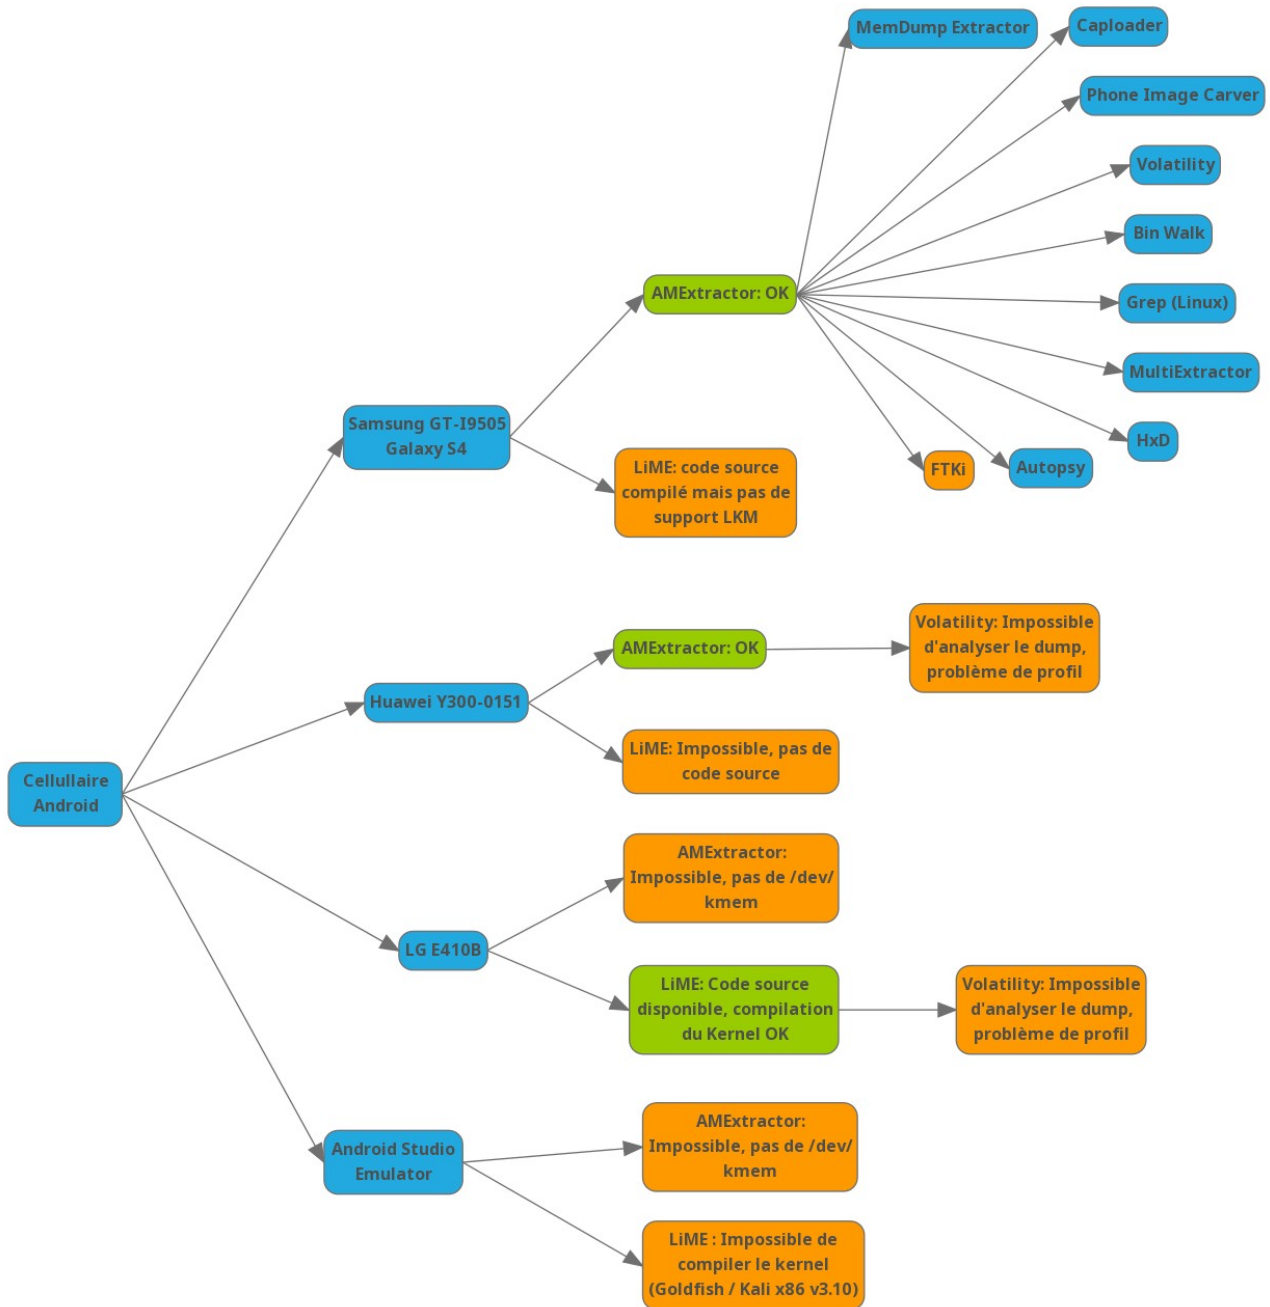 MemDump Extractor
Caploader
Phone Image Carver
Volatility
Bin Walk
AMExtractor: OK
Grep (Linux)
MultiExtractor
HxD
Autopsy
FTKi
Samsung GT-I9505
Galaxy S4
LiME: code source
compilé mais pas de
support LKM
Huawei Y300-0151
AMExtractor: OK
Volatility: Impossible
d'analyser le dump,
problème de profil
LiME: Impossible, pas de
code source
Cellullaire
Android
AMExtractor:
Impossible, pas de /dev/
kmem
LG E410B
LiME: Code source
disponible, compilation
du Kernel OK
Volatility: Impossible
d'analyser le dump,
problème de profil
Android Studio
Emulator
AMExtractor:
Impossible, pas de /dev/
kmem
LiME : Impossible de
compiler le kernel
(Goldfish / Kali x86 v3.10)